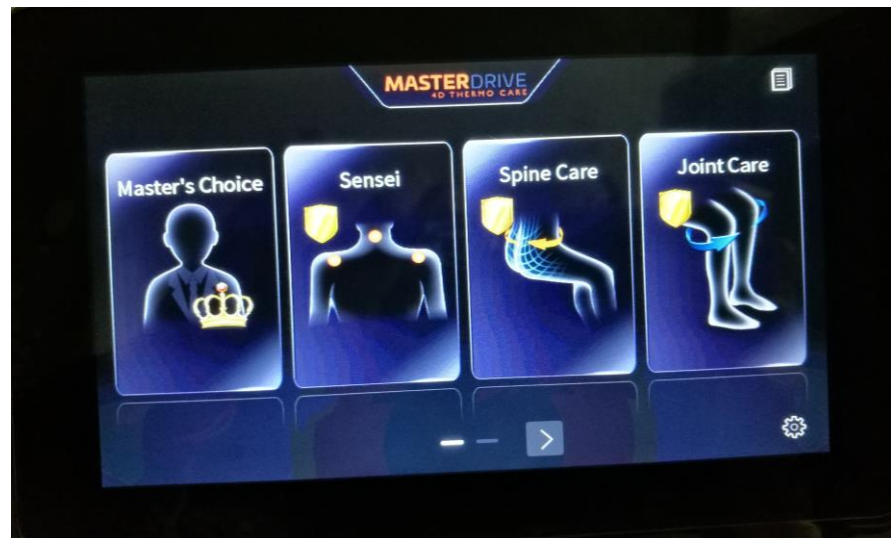 MASTERDRIVE
4D THERMO CARE
Master's Choice
Sensei
Spine Care
Joint Care